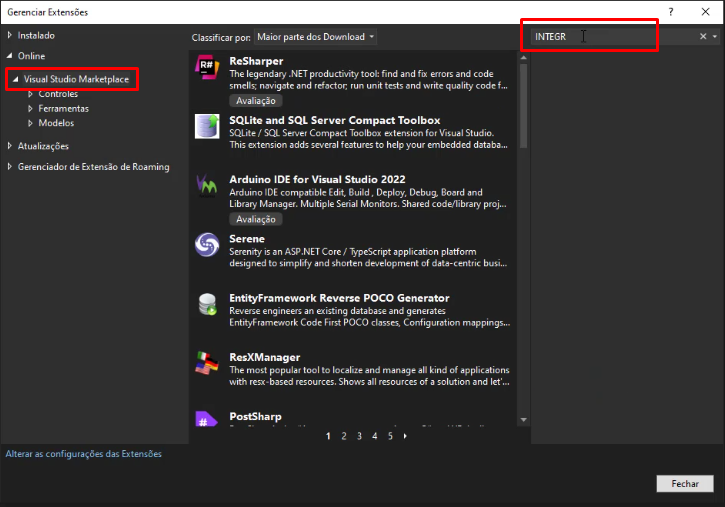 Gerenciar Extensões
Instalado
Online
Visual Studio Marketplace
Controles
Ferramentas
Modelos
Atualizações
Gerenciador de Extensão de Roaming
Classificar por: Maior parte dos Download
INTEGR
R#
ReSharper
The legendary .NET productivity tool: find and fix errors and code
smells; navigate and refactor; run unit tests and write quality code f...
Avaliação
SQLite and SQL Server Compact Toolbox
SQLite / SQL Server Compact Toolbox extension for Visual Studio.
This extension adds several features to help your embedded databa...
Arduino IDE for Visual Studio 2022
Arduino IDE compatible Edit, Build , Deploy, Debug, Board and
Library Manager. Multiple Serial Monitors. Shared code/library proj...
Avaliação
Serene
Serenity is an ASP.NET Core / TypeScript application platform
designed to simplify and shorten development of data-centric busi...
EntityFramework Reverse POCO Generator
Reverse engineers an existing database and generates
EntityFramework Code First POCO classes, Configuration mappings...
ResXManager
The most popular tool to localize and manage all kind of applications
with resx-based resources. Shows all resources of a solution and let'...
PostSharp
1 2 3 4 5
Alterar as configurações das Extensões
Fechar